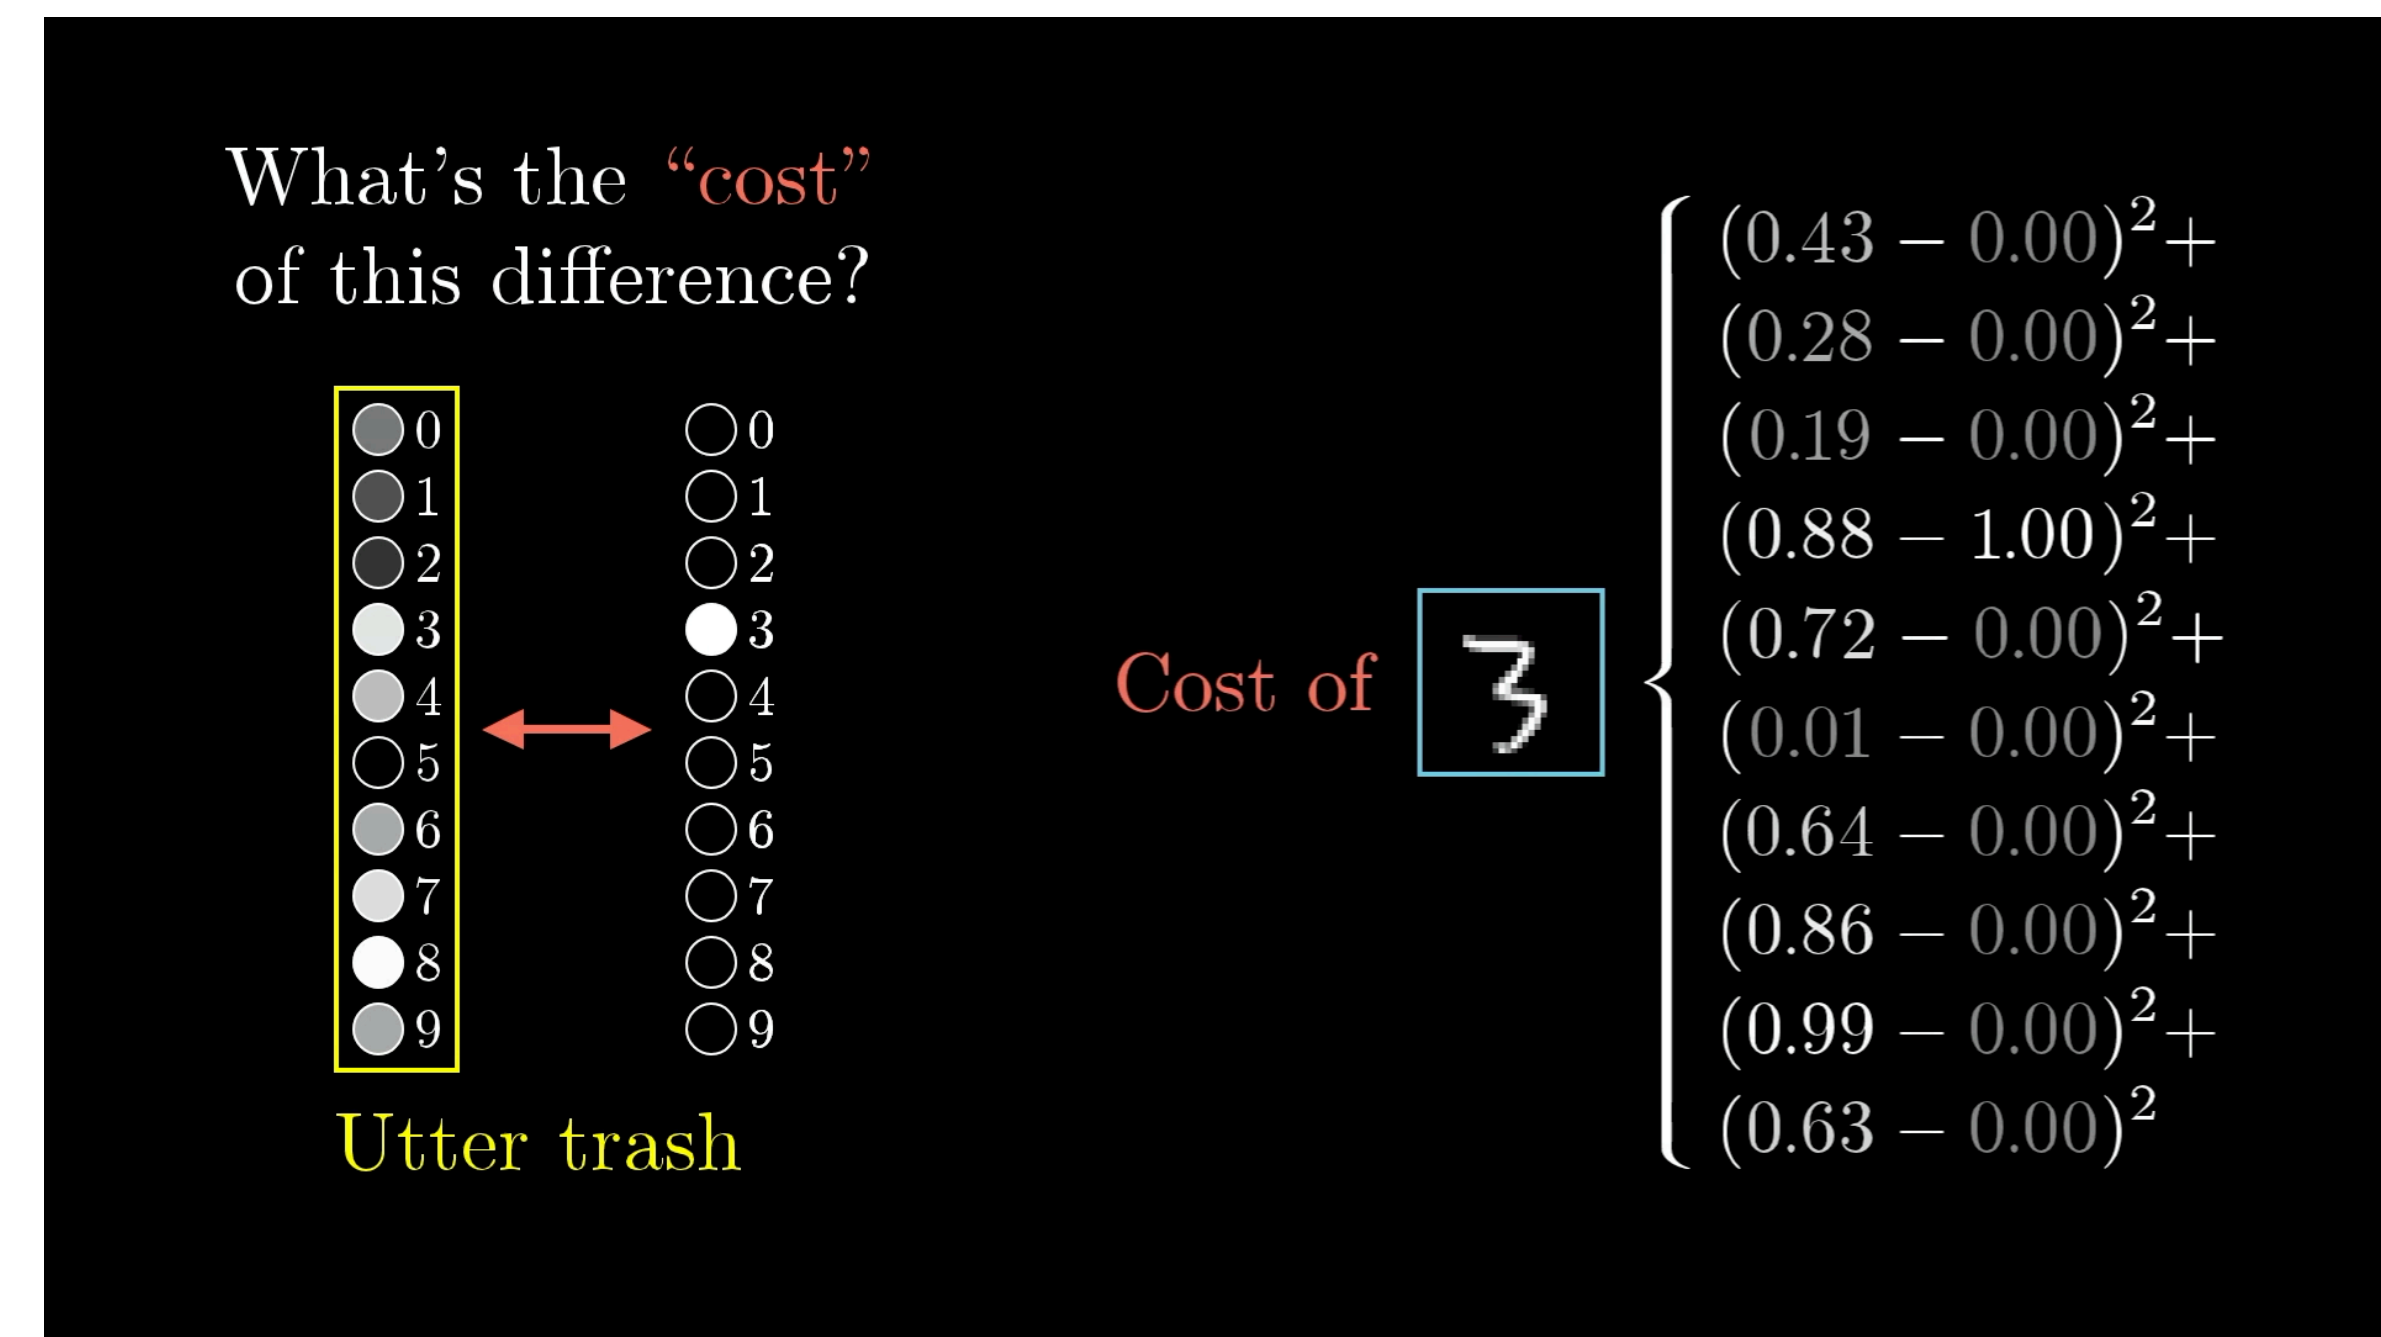 What's the “cost”
of this difference?
0
1
2
3
4
5
6
7
8
9
0
1
2
3
4
5
6
7
8
9
Utter trash
Cost of
3
(0.43 − 0.00)² +
(0.28 − 0.00)² +
(0.19 − 0.00)² +
(0.88 − 1.00)² +
(0.72 − 0.00)² +
(0.01 − 0.00)² +
(0.64 − 0.00)² +
(0.86 − 0.00)² +
(0.99 − 0.00)² +
(0.63 − 0.00)²